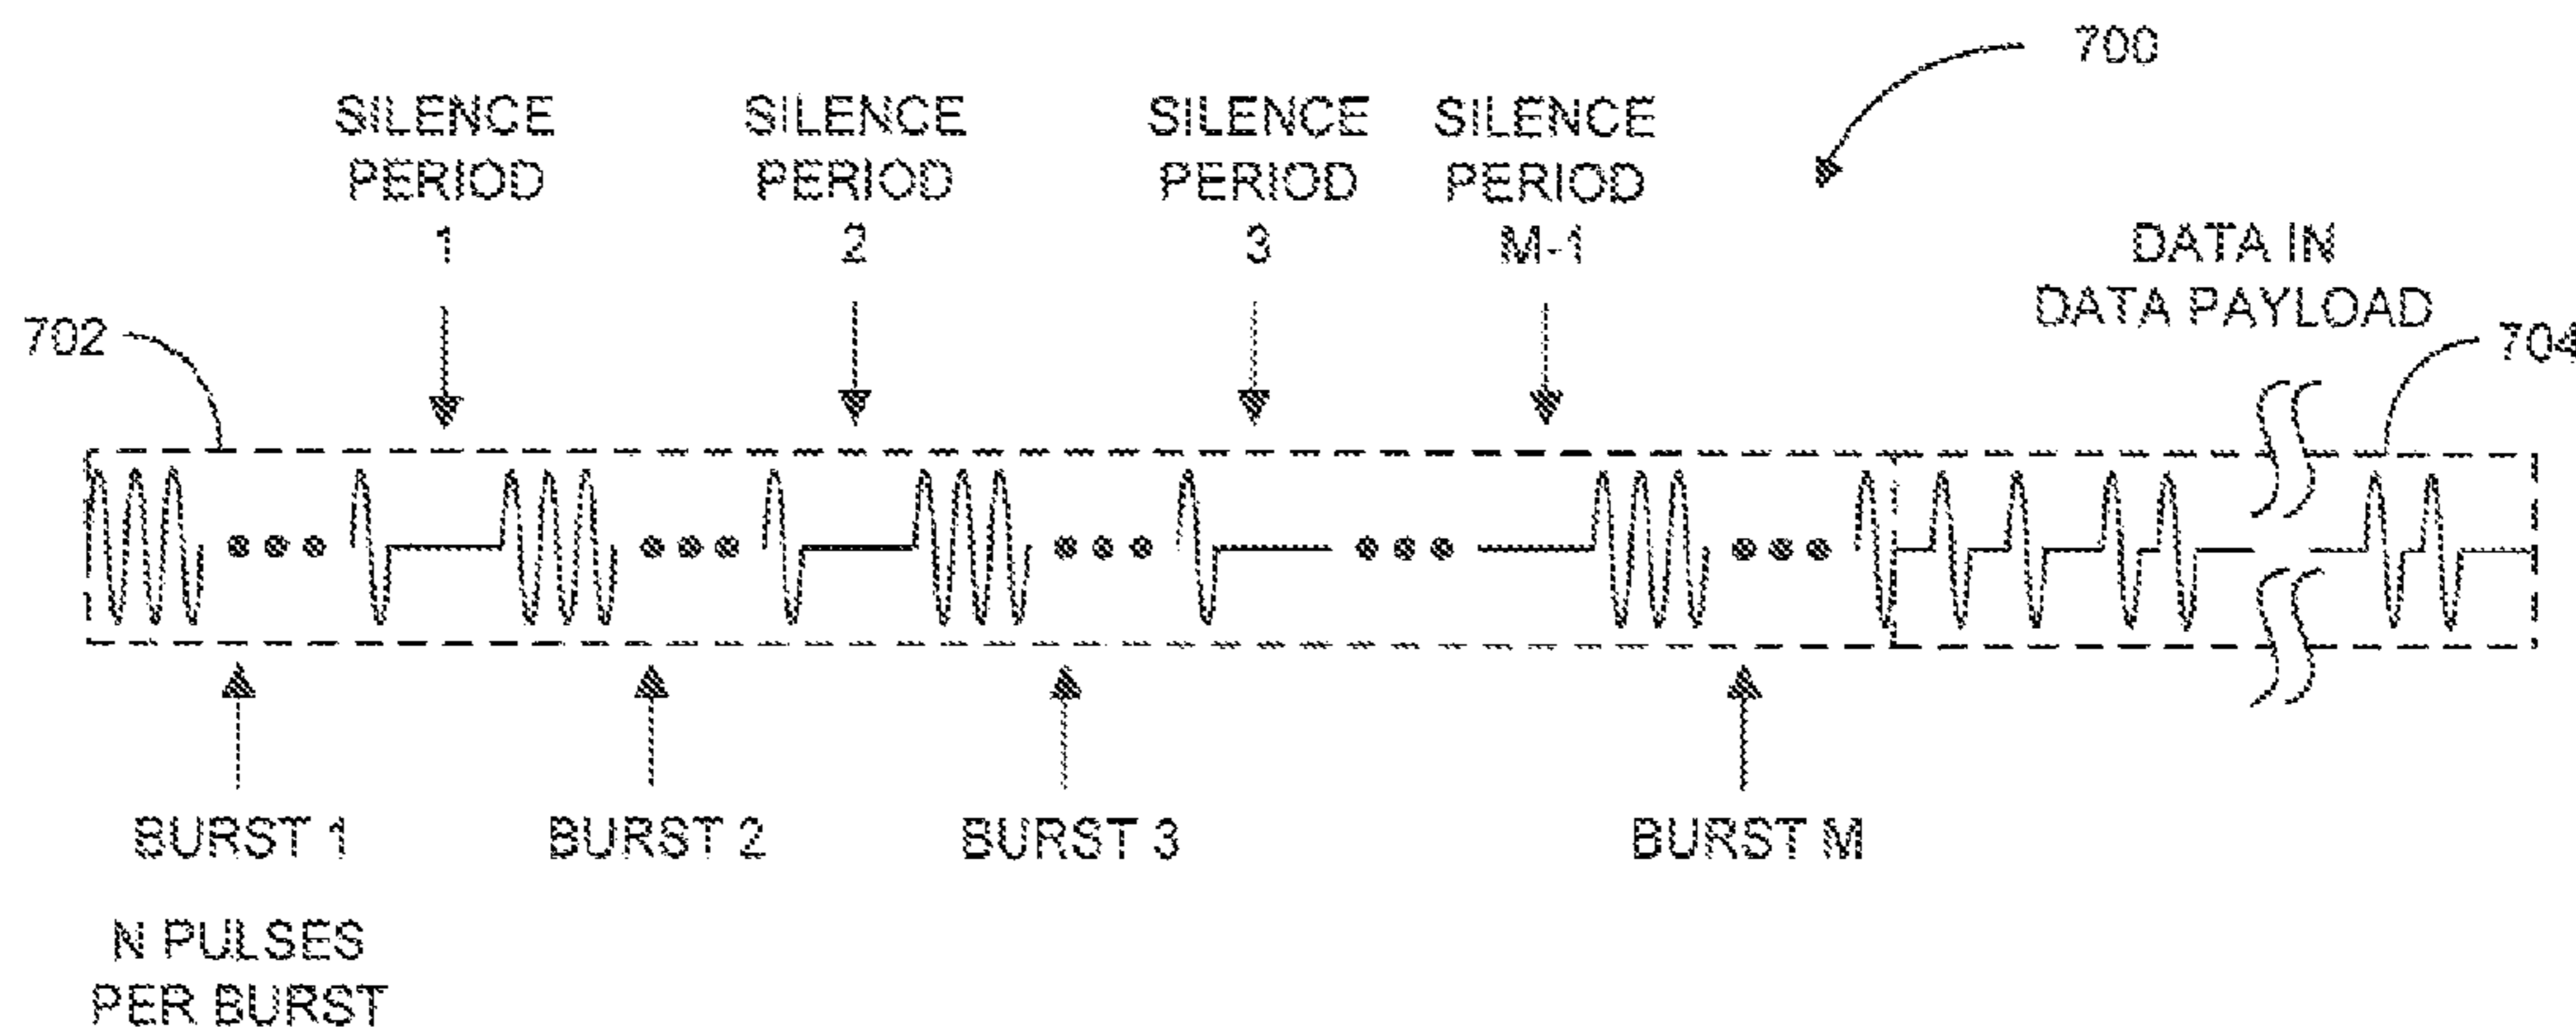 700
SILENCE
PERIOD
1
SILENCE
PERIOD
2
SILENCE
PERIOD
3
SILENCE
PERIOD
M-1
DATA IN
DATA PAYLOAD
702
704
BURST 1
BURST 2
BURST 3
BURST M
N PULSES
PER BURST